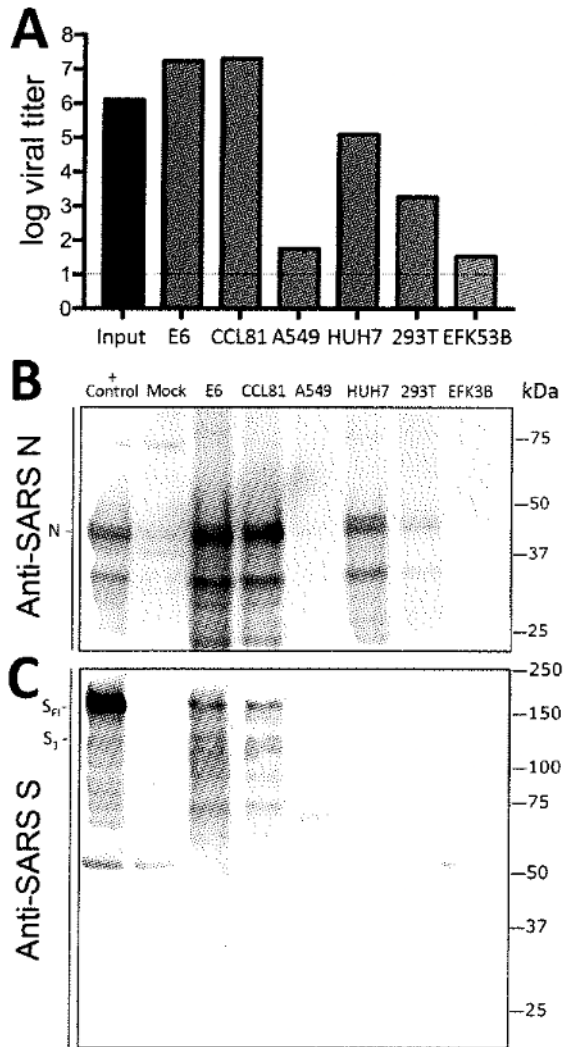 A
log viral titer
8
7
6
5
4
3
2
1
0
Input E6 CCL81 A549 HUH7 293T EFK53B
B
+
Control Mock E6 CCL81 A549 HUH7 293T EFK3B kDa
Anti-SARS N
N
75
50
37
25
C
Anti-SARS S
SFl
S1
250
150
100
75
50
37
25